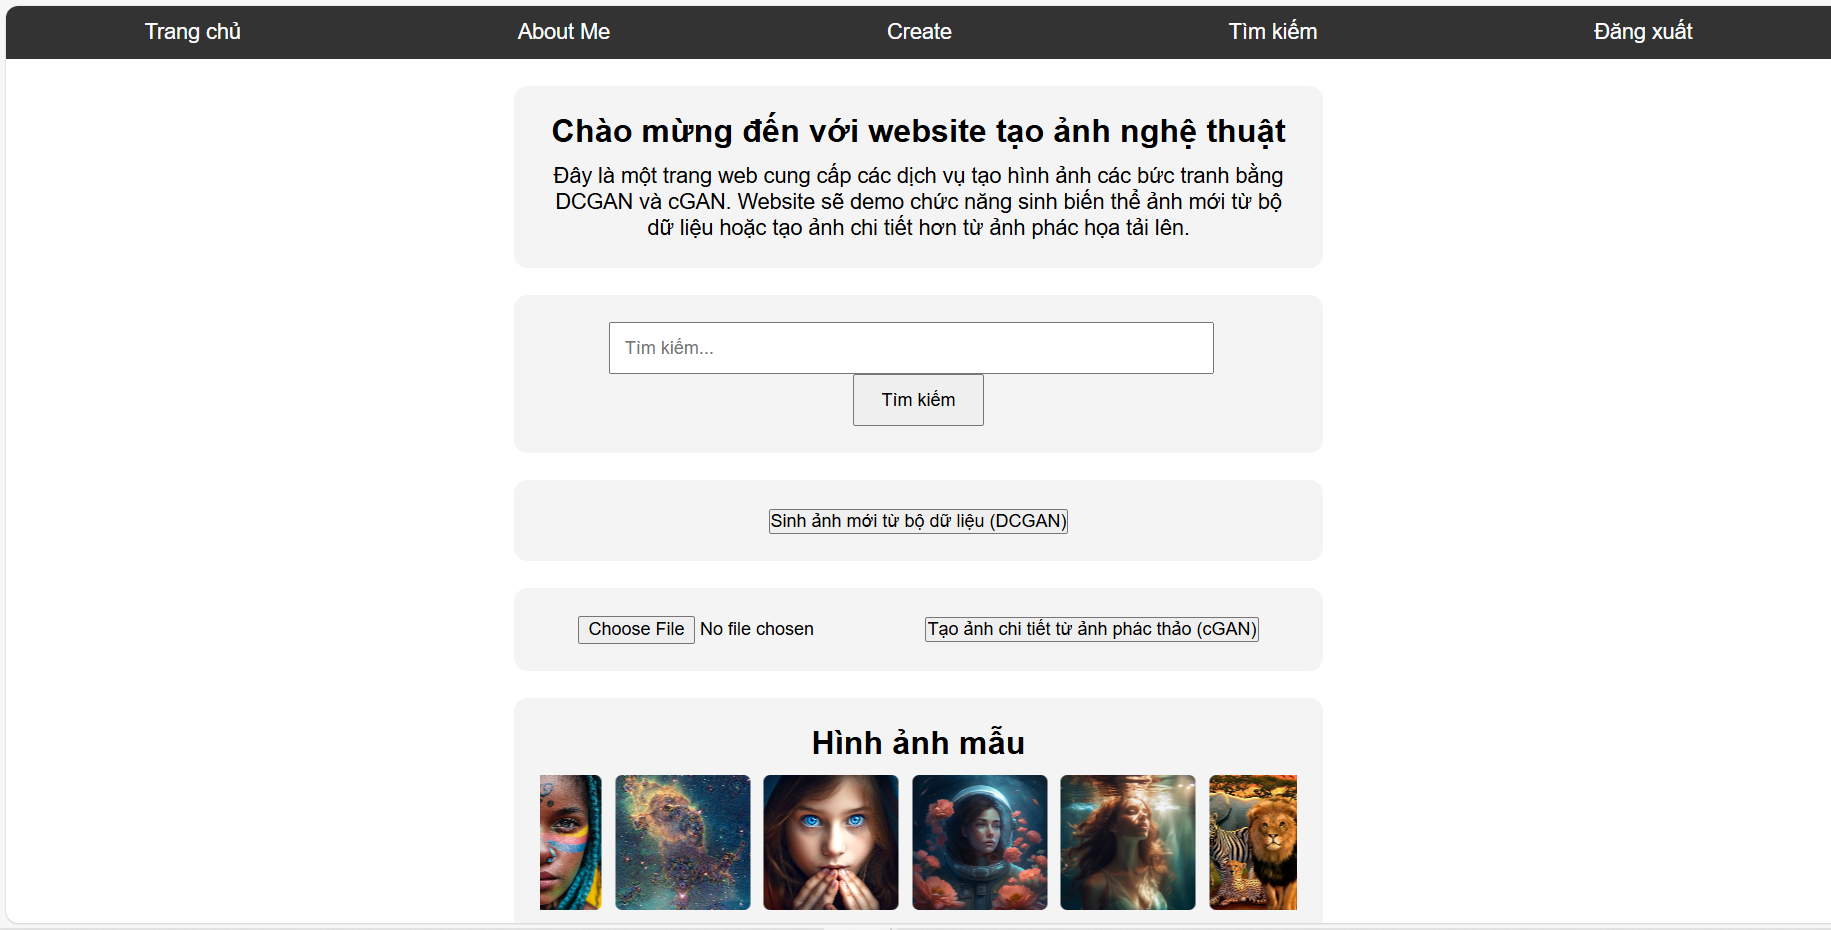 Trang chủ About Me Create Tìm kiếm Đăng xuất
Chào mừng đến với website tạo ảnh nghệ thuật
Đây là một trang web cung cấp các dịch vụ tạo hình ảnh các bức tranh bằng
DCGAN và cGAN. Website sẽ demo chức năng sinh biến thể ảnh mới từ bộ
dữ liệu hoặc tạo ảnh chi tiết hơn từ ảnh phác họa tải lên.
Tìm kiếm...
Tìm kiếm
Sinh ảnh mới từ bộ dữ liệu (DCGAN)
Choose File No file chosen Tạo ảnh chi tiết từ ảnh phác thảo (cGAN)
Hình ảnh mẫu